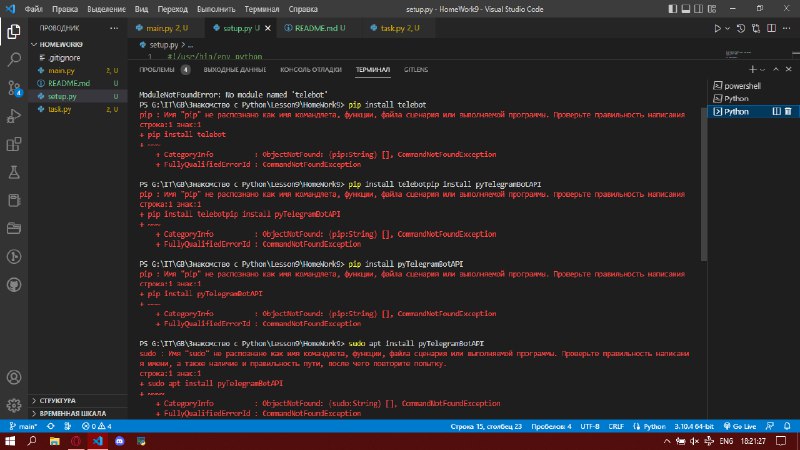 Файл Правка Выделение Вид Переход Выполнить Терминал Справка
setup.py - HomeWork9 - Visual Studio Code
ПРОВОДНИК
main.py 2, U
setup.py U
README.md U
task.py 2, U
HOMEWORK9
.gitignore
main.py 2, U
README.md U
setup.py U
task.py 2, U
setup.py > ...
1 #!/usr/bin/env python
ПРОБЛЕМЫ 4 ВЫХОДНЫЕ ДАННЫЕ КОНСОЛЬ ОТЛАДКИ ТЕРМИНАЛ GITLENS
powershell
Python
Python
ModuleNotFoundError: No module named 'telebot'
PS G:\IT\GB\Знакомство с Python\Lesson9\HomeWork9> pip install telebot
pip : Имя "pip" не распознано как имя командлета, функции, файла сценария или выполняемой программы. Проверьте правильность написания
строка:1 знак:1
+ pip install telebot
+ ~~~
+ CategoryInfo : ObjectNotFound: (pip:String) [], CommandNotFoundException
+ FullyQualifiedErrorId : CommandNotFoundException
PS G:\IT\GB\Знакомство с Python\Lesson9\HomeWork9> pip install telebotpip install pyTelegramBotAPI
pip : Имя "pip" не распознано как имя командлета, функции, файла сценария или выполняемой программы. Проверьте правильность написания
строка:1 знак:1
+ pip install telebotpip install pyTelegramBotAPI
+ ~~~
+ CategoryInfo : ObjectNotFound: (pip:String) [], CommandNotFoundException
+ FullyQualifiedErrorId : CommandNotFoundException
PS G:\IT\GB\Знакомство с Python\Lesson9\HomeWork9> pip install pyTelegramBotAPI
pip : Имя "pip" не распознано как имя командлета, функции, файла сценария или выполняемой программы. Проверьте правильность написания
строка:1 знак:1
+ pip install pyTelegramBotAPI
+ ~~~
+ CategoryInfo : ObjectNotFound: (pip:String) [], CommandNotFoundException
+ FullyQualifiedErrorId : CommandNotFoundException
PS G:\IT\GB\Знакомство с Python\Lesson9\HomeWork9> sudo apt install pyTelegramBotAPI
sudo : Имя "sudo" не распознано как имя командлета, функции, файла сценария или выполняемой программы. Проверьте правильность написани
я имени, а также наличие и правильность пути, после чего повторите попытку.
строка:1 знак:1
+ sudo apt install pyTelegramBotAPI
+ ~~~~
+ CategoryInfo : ObjectNotFound: (sudo:String) [], CommandNotFoundException
+ FullyQualifiedErrorId : CommandNotFoundException
СТРУКТУРА
ВРЕМЕННАЯ ШКАЛА
main* 0 4
Строка 15, столбец 23 Пробелов: 4 UTF-8 CRLF Python 3.10.4 64-bit Go Live
ENG 18:21:27